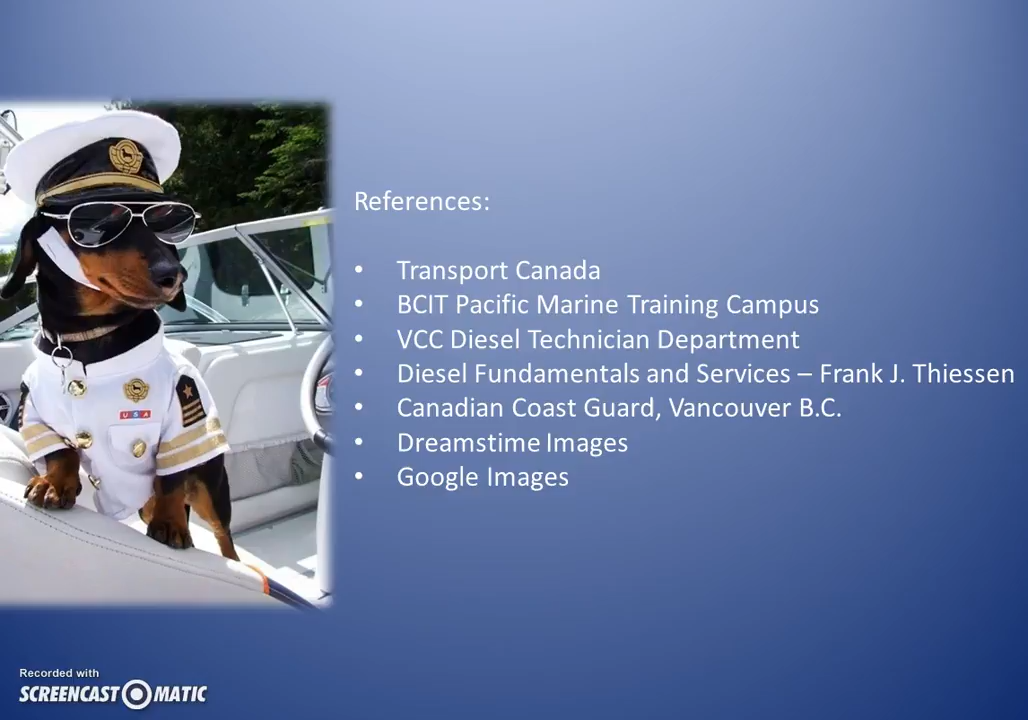 References:
• Transport Canada
• BCIT Pacific Marine Training Campus
• VCC Diesel Technician Department
• Diesel Fundamentals and Services – Frank J. Thiessen
• Canadian Coast Guard, Vancouver B.C.
• Dreamstime Images
• Google Images
USA
Recorded with
SCREENCAST MATIC